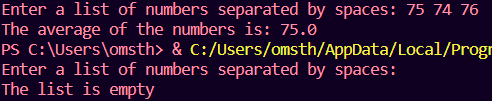 Enter a list of numbers separated by spaces: 75 74 76
The average of the numbers is: 75.0
PS C:\Users\omsth> & C:/Users/omsth/AppData/Local/Progr
Enter a list of numbers separated by spaces:
The list is empty